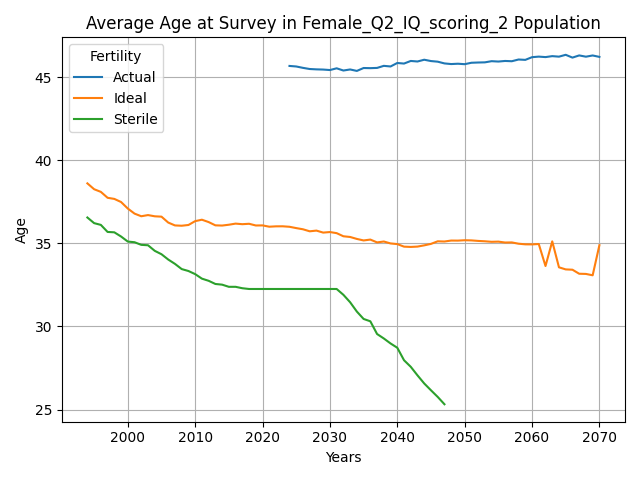 Average Age at Survey in Female_Q2_IQ_scoring_2 Population
Fertility
Actual
Ideal
Sterile
Age
45
40
35
30
25
2000 2010 2020 2030 2040 2050 2060 2070
Years